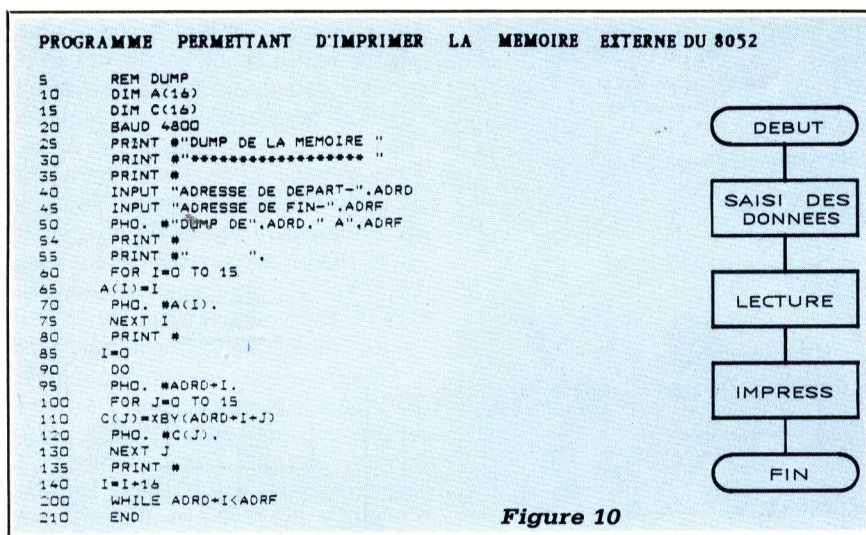 PROGRAMME PERMETTANT D'IMPRIMER LA MEMOIRE EXTERNE DU 8052
5 REM DUMP
10 DIM A(16)
15 DIM C(16)
20 BAUD 4800
25 PRINT #"DUMP DE LA MEMOIRE "
30 PRINT #"****************** "
35 PRINT #
40 INPUT "ADRESSE DE DEPART-",ADRD
45 INPUT "ADRESSE DE FIN-",ADRF
50 PHO. #"DUMP DE",ADRD," A",ADRF
54 PRINT #
55 PRINT #" ",
60 FOR I=0 TO 15
65 A(I)=I
70 PHO. #A(I),
75 NEXT I
80 PRINT #
85 I=0
90 DO
95 PHO. #ADRD+I,
100 FOR J=0 TO 15
110 C(J)=XBY(ADRD+I+J)
120 PHO. #C(J),
130 NEXT J
135 PRINT #
140 I=I+16
200 WHILE ADRD+I<ADRF
210 END
DEBUT
SAISI DES
DONNEES
LECTURE
IMPRESS
FIN
Figure 10